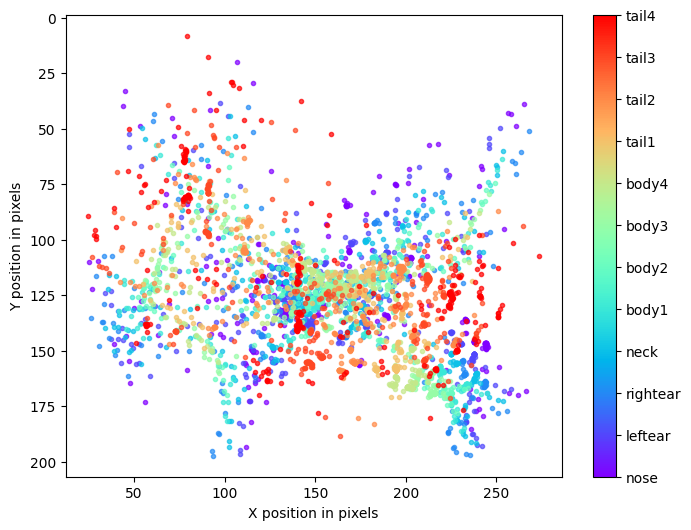 0
25
50
75
100
125
150
175
200
Y position in pixels
50
100
150
200
250
X position in pixels
tail4
tail3
tail2
tail1
body4
body3
body2
body1
neck
rightear
leftear
nose